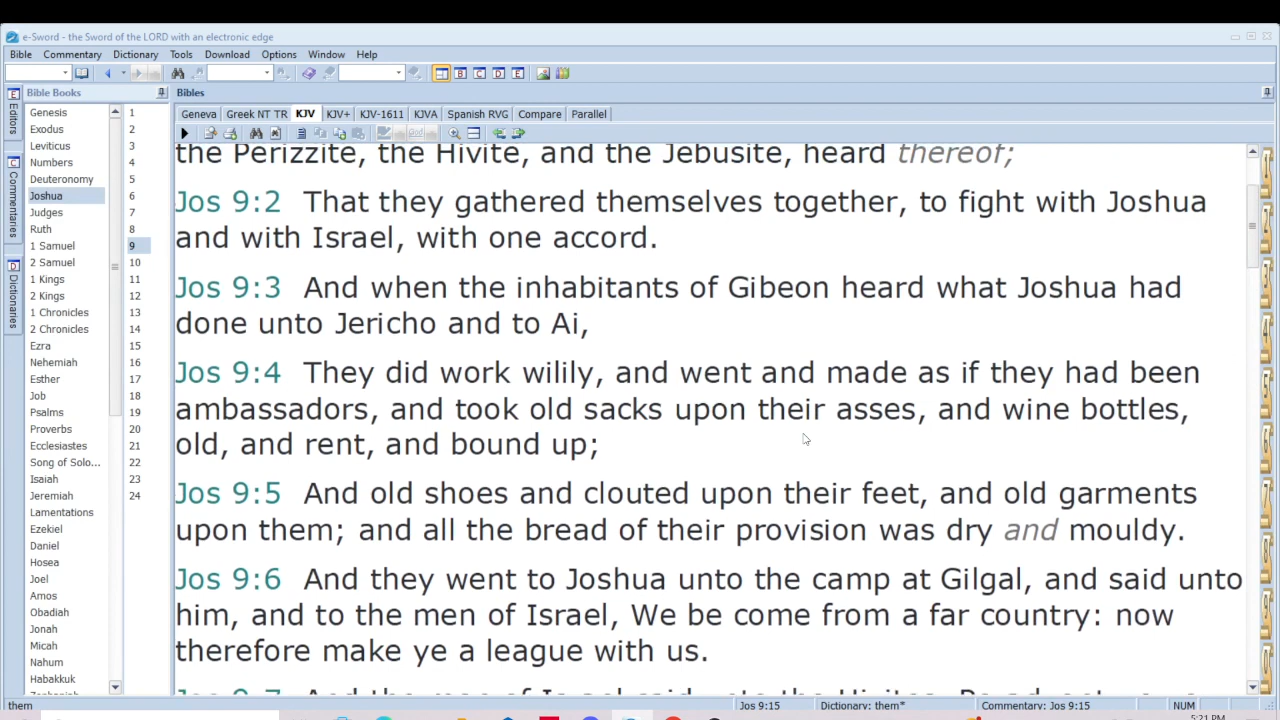 e-Sword - the Sword of the LORD with an electronic edge
Bible Commentary Dictionary Tools Download Options Window Help
B C D E
Bible Books
Bibles
Editors
Commentaries
Dictionaries
Genesis
Exodus
Leviticus
Numbers
Deuteronomy
Joshua
Judges
Ruth
1 Samuel
2 Samuel
1 Kings
2 Kings
1 Chronicles
2 Chronicles
Ezra
Nehemiah
Esther
Job
Psalms
Proverbs
Ecclesiastes
Song of Solo...
Isaiah
Jeremiah
Lamentations
Ezekiel
Daniel
Hosea
Joel
Amos
Obadiah
Jonah
Micah
Nahum
Habakkuk
1
2
3
4
5
6
7
8
9
10
11
12
13
14
15
16
17
18
19
20
21
22
23
24
Geneva Greek NT TR KJV KJV+ KJV-1611 KJVA Spanish RVG Compare Parallel
the Perizzite, the Hivite, and the Jebusite, heard thereof;
Jos 9:2 That they gathered themselves together, to fight with Joshua
and with Israel, with one accord.
Jos 9:3 And when the inhabitants of Gibeon heard what Joshua had
done unto Jericho and to Ai,
Jos 9:4 They did work wilily, and went and made as if they had been
ambassadors, and took old sacks upon their asses, and wine bottles,
old, and rent, and bound up;
Jos 9:5 And old shoes and clouted upon their feet, and old garments
upon them; and all the bread of their provision was dry and mouldy.
Jos 9:6 And they went to Joshua unto the camp at Gilgal, and said unto
him, and to the men of Israel, We be come from a far country: now
therefore make ye a league with us.
them Jos 9:15 Dictionary: them* Commentary: Jos 9:15 NUM
5:21 PM